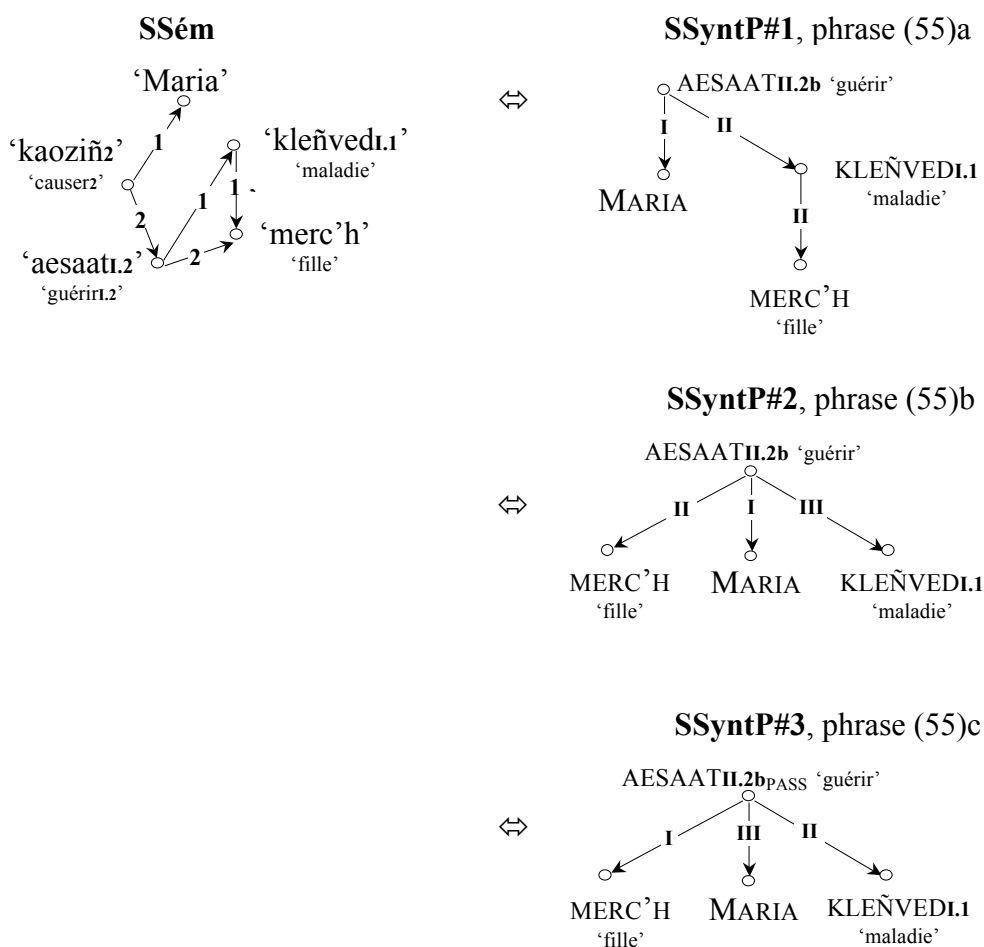 SSém
SSyntP#1, phrase (55)a
‘Maria’
⇔
AESAATII.2b ‘guérir’
I
II
‘kaoziñ2’
‘causer2’
1
‘kleñvedI.1’
‘maladie’
KLEÑVEDI.1
‘maladie’
MARIA
2
1
1
II
‘aesaatI.2’
‘guérirI.2’
2
‘merc’h’
‘fille’
MERC’H
‘fille’
SSyntP#2, phrase (55)b
AESAATII.2b ‘guérir’
⇔
II
I
III
MERC’H
‘fille’
MARIA
KLEÑVEDI.1
‘maladie’
SSyntP#3, phrase (55)c
AESAATII.2bPASS ‘guérir’
⇔
I
III
II
MERC’H
‘fille’
MARIA
KLEÑVEDI.1
‘maladie’